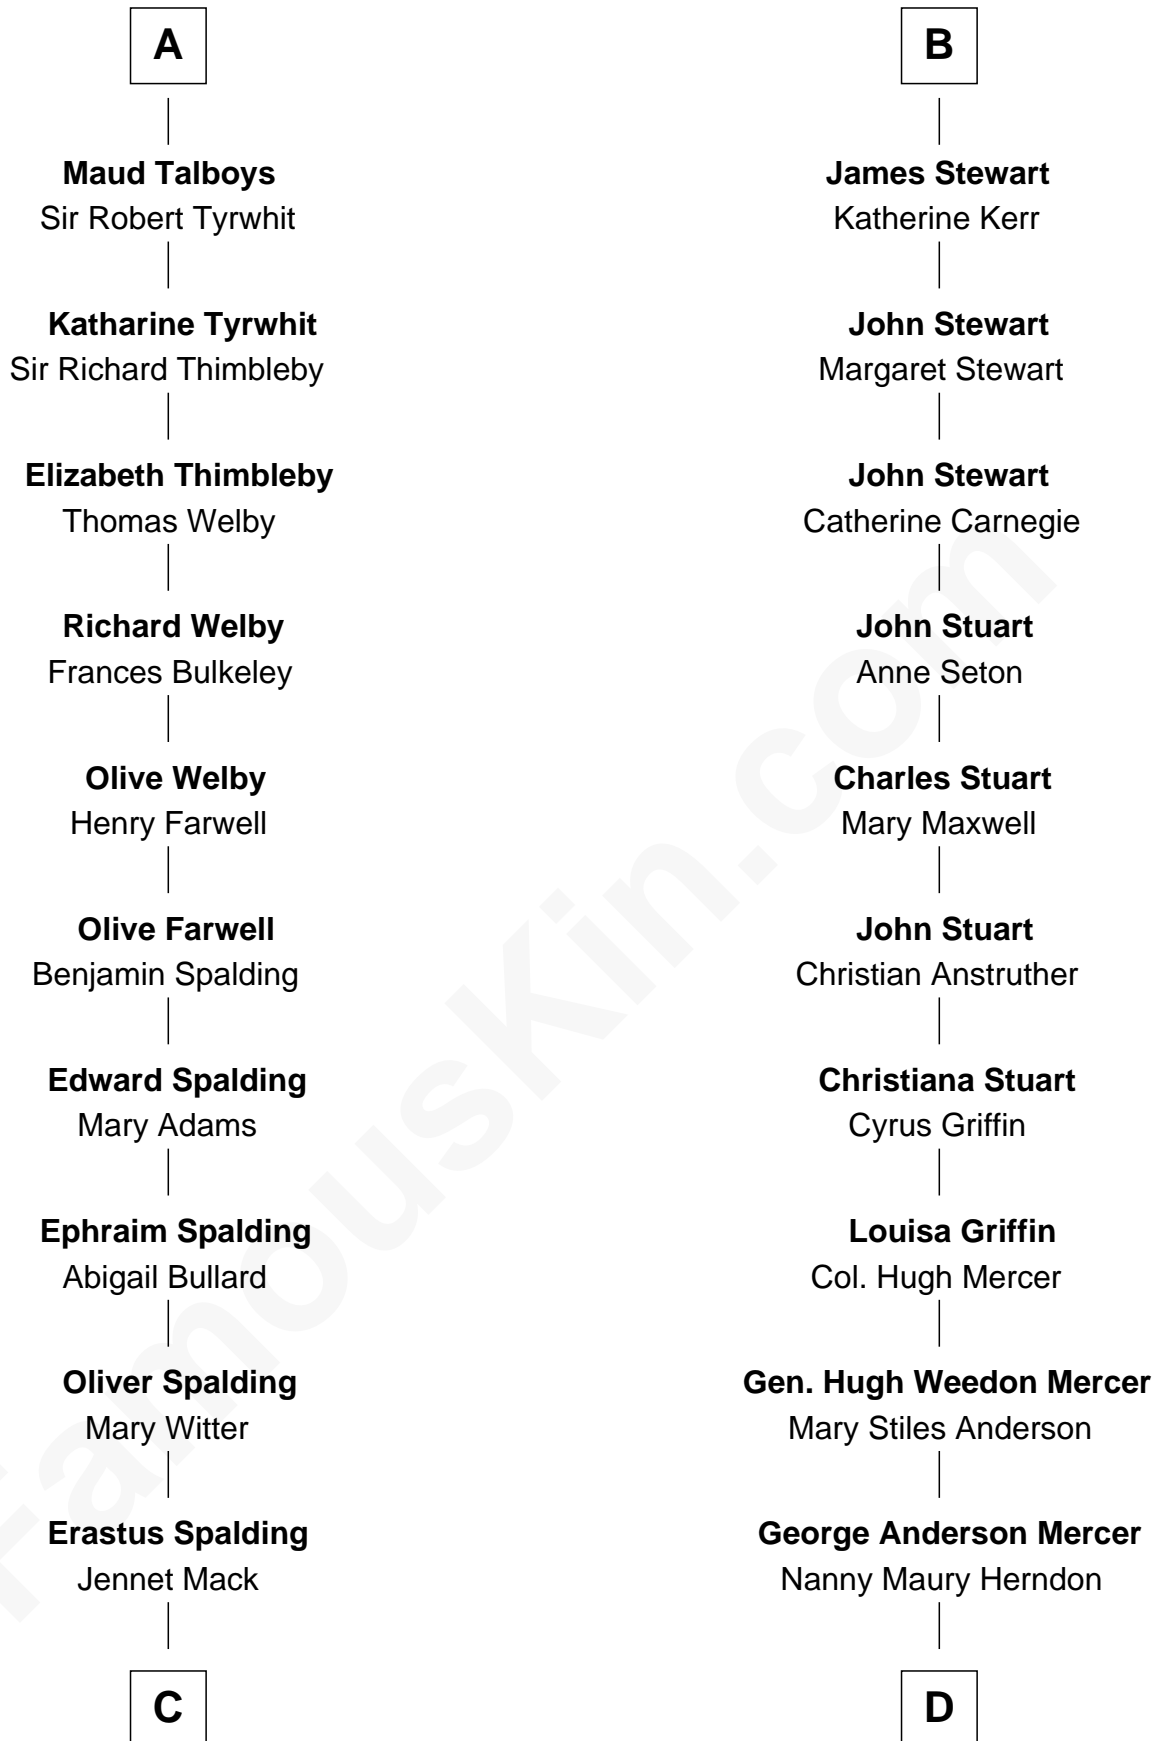 A
Maud Talboys
Sir Robert Tyrwhit
Katharine Tyrwhit
Sir Richard Thimbleby
Elizabeth Thimbleby
Thomas Welby
Richard Welby
Frances Bulkeley
Olive Welby
Henry Farwell
Olive Farwell
Benjamin Spalding
Edward Spalding
Mary Adams
Ephraim Spalding
Abigail Bullard
Oliver Spalding
Mary Witter
Erastus Spalding
Jennet Mack
C
B
James Stewart
Katherine Kerr
John Stewart
Margaret Stewart
John Stewart
Catherine Carnegie
John Stuart
Anne Seton
Charles Stuart
Mary Maxwell
John Stuart
Christian Anstruther
Christiana Stuart
Cyrus Griffin
Louisa Griffin
Col. Hugh Mercer
Gen. Hugh Weedon Mercer
Mary Stiles Anderson
George Anderson Mercer
Nanny Maury Herndon
D
FamousKin.com